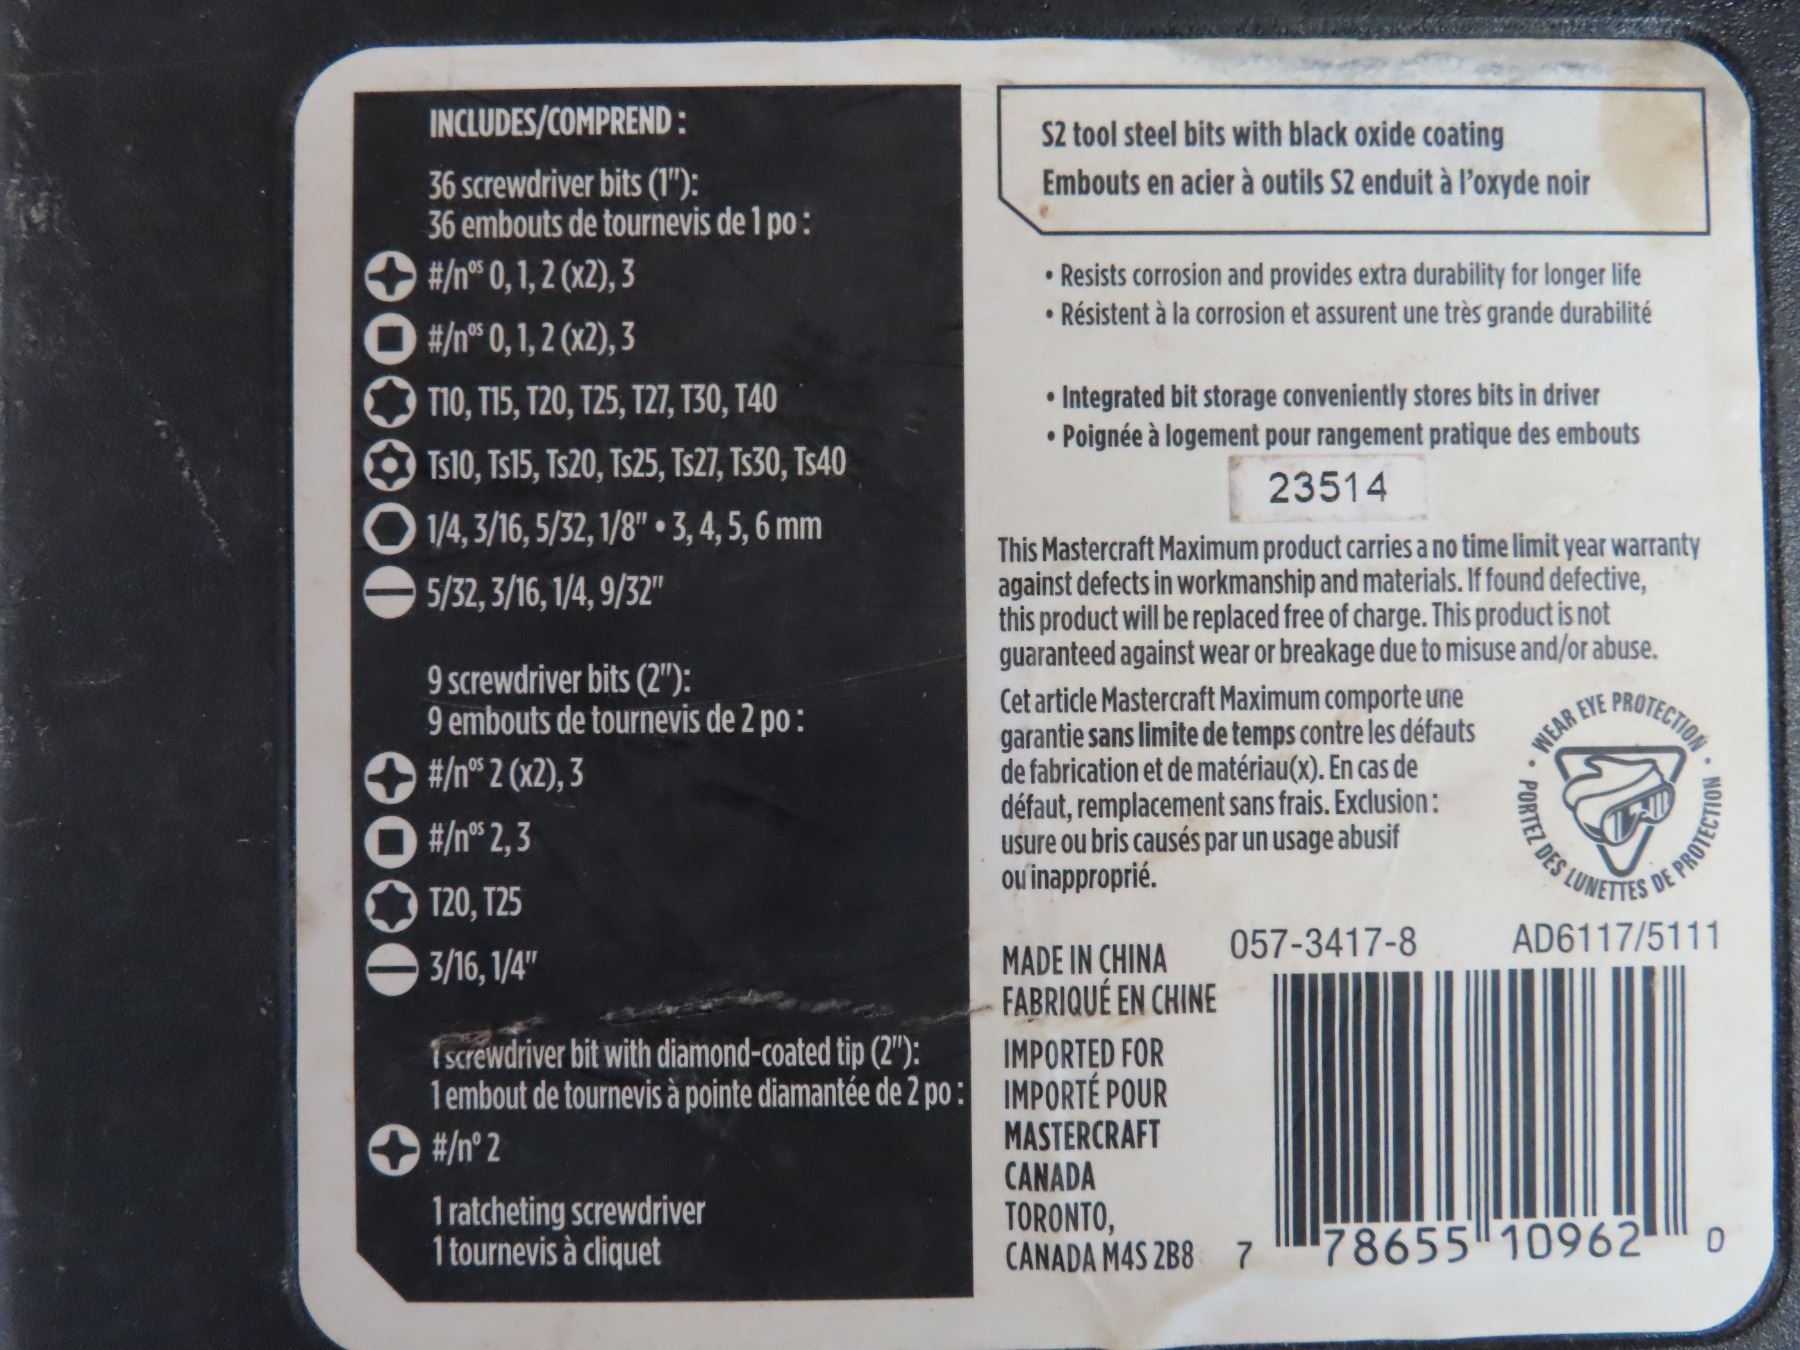 INCLUDES/COMPREND :
36 screwdriver bits (1"):
36 embouts de tournevis de 1 po :
#/nos 0, 1, 2 (x2), 3
#/nos 0, 1, 2 (x2), 3
T10, T15, T20, T25, T27, T30, T40
Ts10, Ts15, Ts20, Ts25, Ts27, Ts30, Ts40
1/4, 3/16, 5/32, 1/8" • 3, 4, 5, 6 mm
5/32, 3/16, 1/4, 9/32"
9 screwdriver bits (2"):
9 embouts de tournevis de 2 po :
#/nos 2 (x2), 3
#/nos 2, 3
T20, T25
3/16, 1/4"
1 screwdriver bit with diamond-coated tip (2"):
1 embout de tournevis à pointe diamantée de 2 po :
#/nº 2
1 ratcheting screwdriver
1 tournevis à cliquet
S2 tool steel bits with black oxide coating
Embouts en acier à outils S2 enduit à l'oxyde noir
• Resists corrosion and provides extra durability for longer life
• Résistent à la corrosion et assurent une très grande durabilité
• Integrated bit storage conveniently stores bits in driver
• Poignée à logement pour rangement pratique des embouts
23514
This Mastercraft Maximum product carries a no time limit year warranty
against defects in workmanship and materials. If found defective,
this product will be replaced free of charge. This product is not
guaranteed against wear or breakage due to misuse and/or abuse.
Cet article Mastercraft Maximum comporte une
garantie sans limite de temps contre les défauts
de fabrication et de matériau(x). En cas de
défaut, remplacement sans frais. Exclusion :
usure ou bris causés par un usage abusif
ou inapproprié.
• WEAR EYE PROTECTION •
PORTEZ DES LUNETTES DE PROTECTION
MADE IN CHINA
FABRIQUÉ EN CHINE
IMPORTED FOR
IMPORTÉ POUR
MASTERCRAFT
CANADA
TORONTO,
CANADA M4S 2B8
057-3417-8 AD6117/5111
7 78655 10962 0